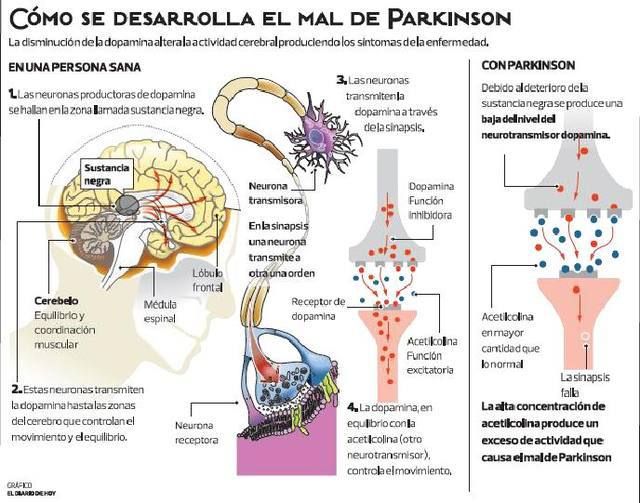 CÓMO SE DESARROLLA EL MAL DE PARKINSON
La disminución de la dopamina altera la actividad cerebral produciendo los síntomas de la enfermedad.
EN UNA PERSONA SANA
1. Las neuronas productoras de dopamina
se hallan en la zona llamada sustancia negra.
Sustancia
negra
Lóbulo
frontal
Médula
espinal
Cerebelo
Equilibrio y
coordinación
muscular
2. Estas neuronas transmiten
la dopamina hasta las zonas
del cerebro que controlan el
movimiento y el equilibrio.
3. Las neuronas
transmiten la
dopamina a través
de la sinapsis.
Neurona
transmisora
En la sinapsis
una neurona
transmite a
otra una orden
Neurona
receptora
Dopamina
Función
Inhibidora
Receptor de
dopamina
Acetilcolina
Función
excitatoria
4. La dopamina, en
equilibrio con la
acetilcolina (otro
neurotransmisor),
controla el movimiento.
CON PARKINSON
Debido al deterioro de la
sustancia negra se produce una
baja del nivel del
neurotransmisor dopamina.
Acetilcolina
en mayor
cantidad que
lo normal
La sinapsis
falla
La alta concentración de
acetilcolina produce un
exceso de actividad que
causa el mal de Parkinson
GRÁFICO
EL DIARIO DE HOY